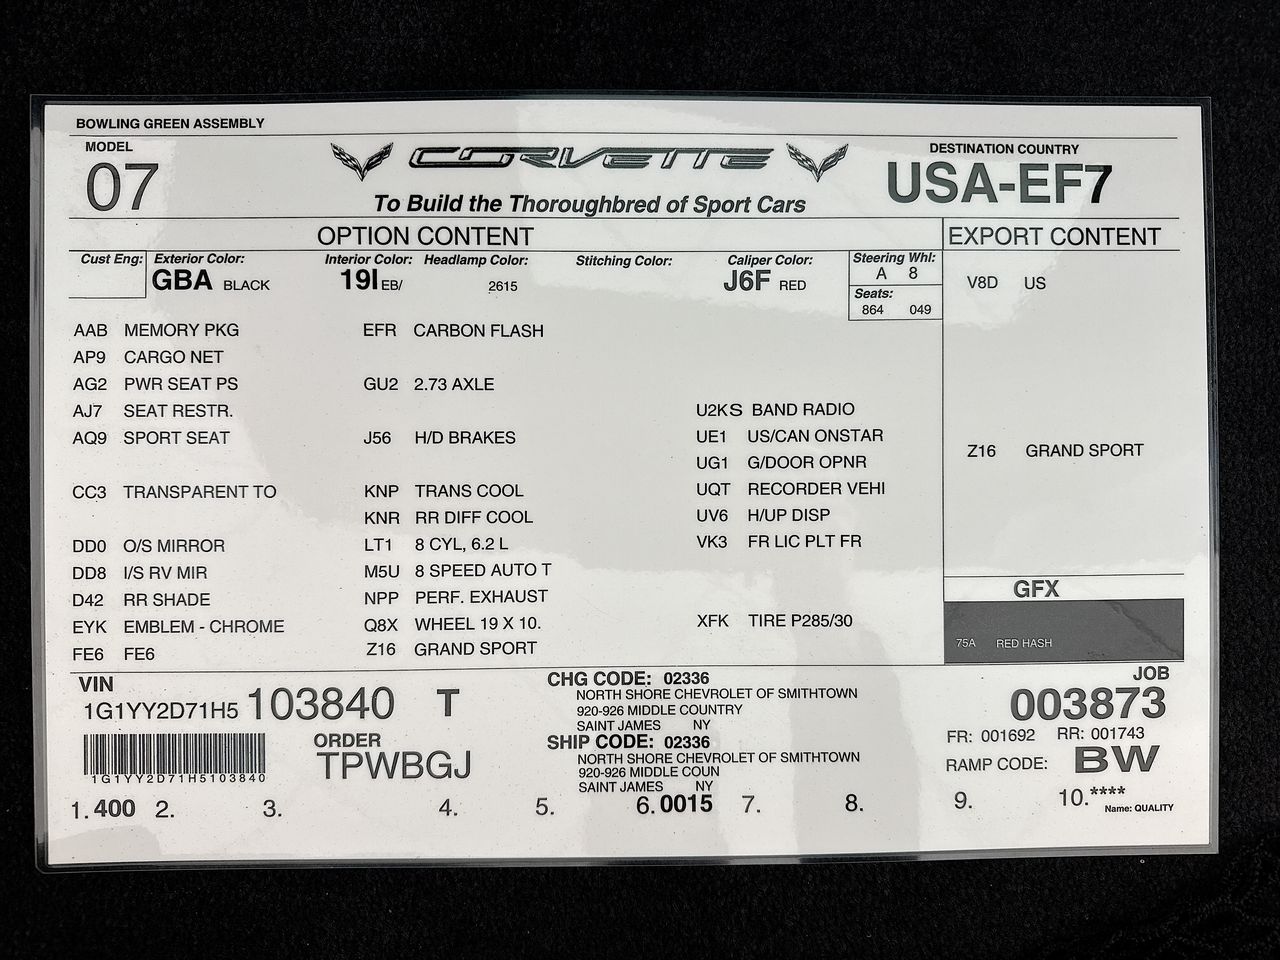 BOWLING GREEN ASSEMBLY
MODEL
07
CORVETTE
To Build the Thoroughbred of Sport Cars
DESTINATION COUNTRY
USA-EF7
OPTION CONTENT
EXPORT CONTENT
Cust Eng: Exterior Color: Interior Color: Headlamp Color: Stitching Color: Caliper Color: Steering Whl:
GBA BLACK 19I EB/ 2615 J6F RED A 8
Seats:
864 049
V8D US
AAB MEMORY PKG EFR CARBON FLASH
AP9 CARGO NET
AG2 PWR SEAT PS GU2 2.73 AXLE
AJ7 SEAT RESTR. U2KS BAND RADIO
AQ9 SPORT SEAT J56 H/D BRAKES UE1 US/CAN ONSTAR
UG1 G/DOOR OPNR Z16 GRAND SPORT
CC3 TRANSPARENT TO KNP TRANS COOL UQT RECORDER VEHI
KNR RR DIFF COOL UV6 H/UP DISP
DD0 O/S MIRROR LT1 8 CYL, 6.2 L VK3 FR LIC PLT FR
DD8 I/S RV MIR M5U 8 SPEED AUTO T
D42 RR SHADE NPP PERF. EXHAUST
GFX
EYK EMBLEM - CHROME Q8X WHEEL 19 X 10. XFK TIRE P285/30
FE6 FE6 Z16 GRAND SPORT
75A RED HASH
VIN
1G1YY2D71H5 103840 T
1G1YY2D71H5103840
ORDER
TPWBGJ
CHG CODE: 02336
NORTH SHORE CHEVROLET OF SMITHTOWN
920-926 MIDDLE COUNTRY
SAINT JAMES NY
SHIP CODE: 02336
NORTH SHORE CHEVROLET OF SMITHTOWN
920-926 MIDDLE COUN
SAINT JAMES NY
JOB
003873
FR: 001692 RR: 001743
RAMP CODE: BW
1. 400 2. 3. 4. 5. 6. 0015 7. 8. 9. 10. ****
Name: QUALITY